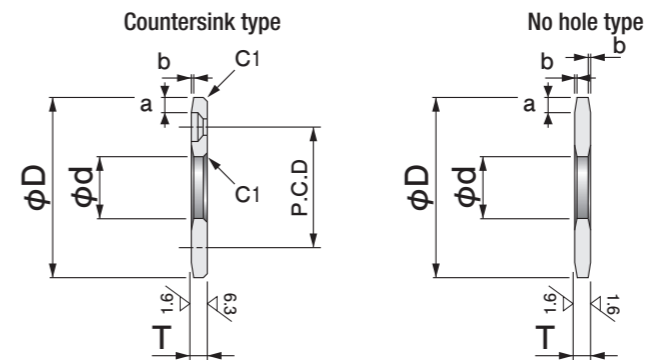 Countersink type
b
C1
a
φD
φd
C1
P.C.D
1.6
6.3
T
No hole type
b
b
a
φD
φd
1.6
1.6
T